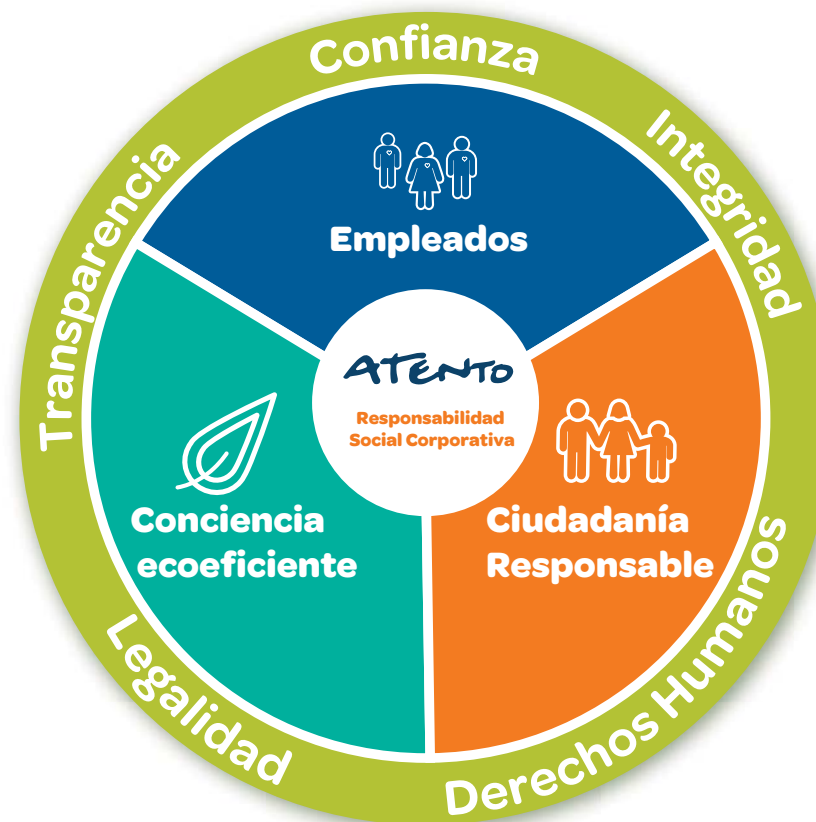 Confianza
Integridad
Transparencia
Empleados
ATENTO
Responsabilidad
Social Corporativa
Conciencia
ecoeficiente
Ciudadanía
Responsable
Legalidad
Derechos Humanos